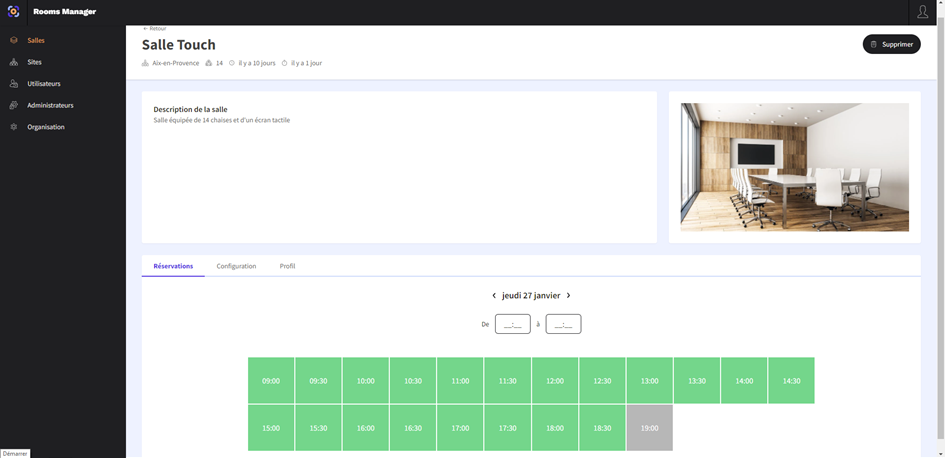 Rooms Manager
Salles
Sites
Utilisateurs
Administrateurs
Organisation
← Retour
Salle Touch
Supprimer
Aix-en-Provence 14 il y a 10 jours il y a 1 jour
Description de la salle
Salle équipée de 14 chaises et d'un écran tactile
Réservations Configuration Profil
< jeudi 27 janvier >
De __:__ à __:__
09:00 09:30 10:00 10:30 11:00 11:30 12:00 12:30 13:00 13:30 14:00 14:30
15:00 15:30 16:00 16:30 17:00 17:30 18:00 18:30 19:00
Démarrer